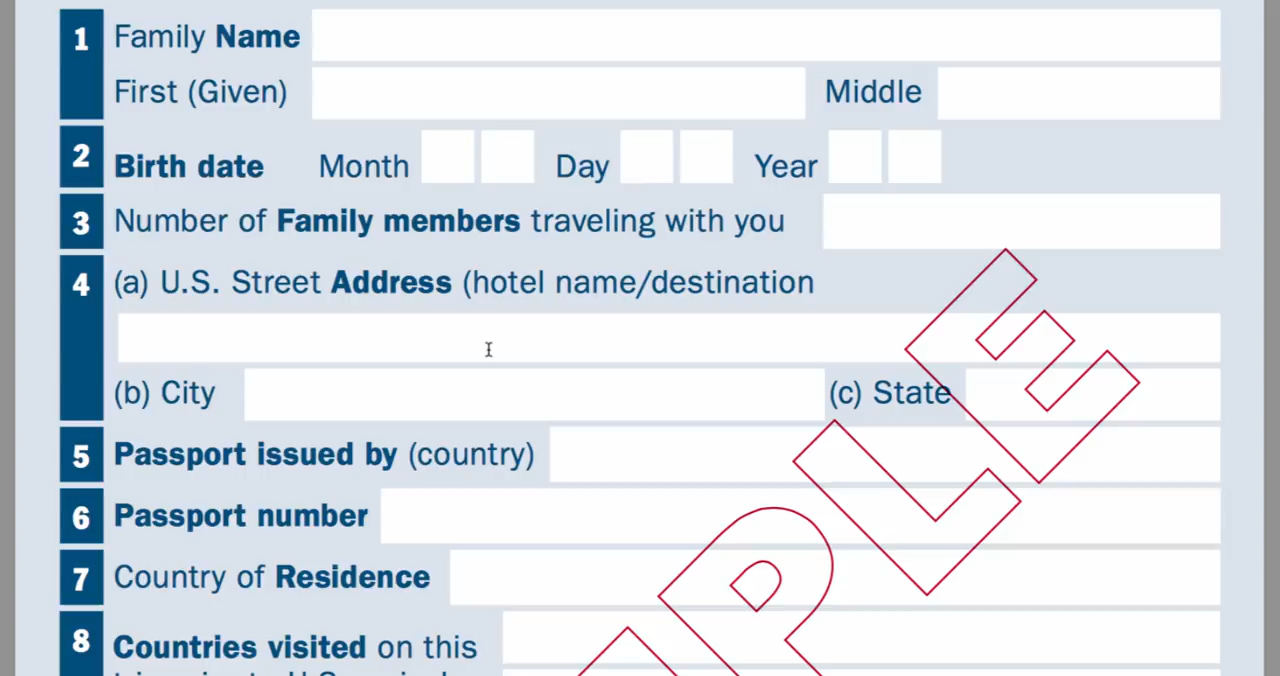 1 Family Name
First (Given) Middle
2 Birth date Month Day Year
3 Number of Family members traveling with you
4 (a) U.S. Street Address (hotel name/destination
(b) City (c) State
5 Passport issued by (country)
6 Passport number
7 Country of Residence
8 Countries visited on this
PLE